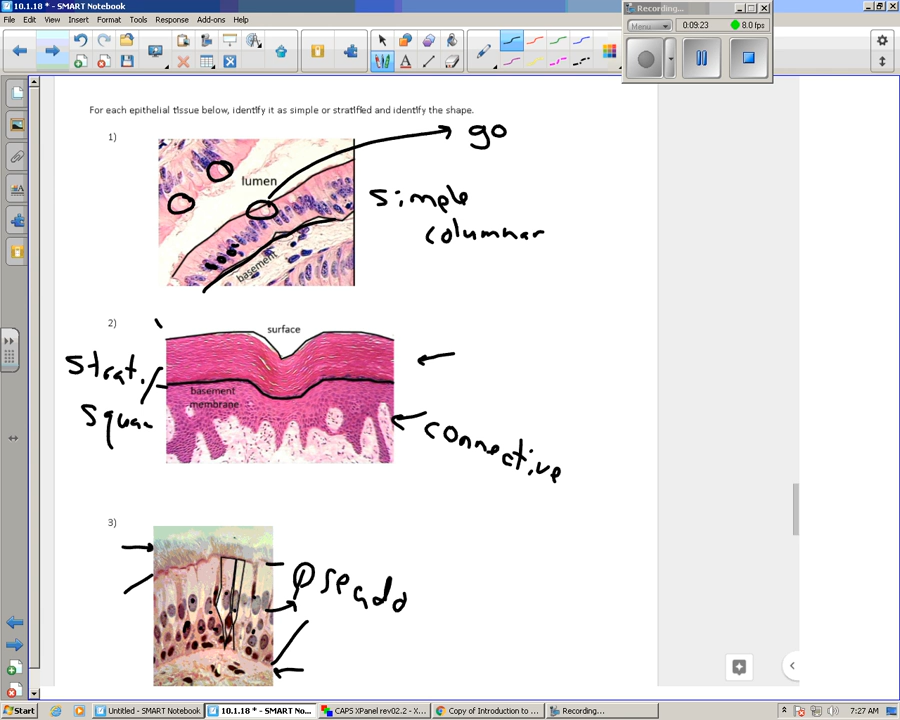 10.1.18 * - SMART Notebook
Recording...
File Edit View Insert Format Tools Response Add-ons Help
Menu
0:09:23
8.0 fps
For each epithelial tissue below, identify it as simple or stratified and identify the shape.
1)
go
lumen
simple
columnar
basement
2)
surface
strat.
basement
membrane
squa
connective
3)
Pseudo
Start
Untitled - SMART Notebook
10.1.18 * - SMART No...
CAPS XPanel rev02.2 - X...
Copy of Introduction to ...
Recording...
7:27 AM